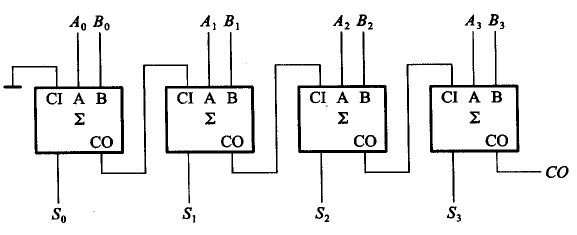 A₀ B₀ A₁ B₁ A₂ B₂ A₃ B₃
CI A B CI A B CI A B CI A B
Σ Σ Σ Σ
CO CO CO CO
CO
S₀ S₁ S₂ S₃